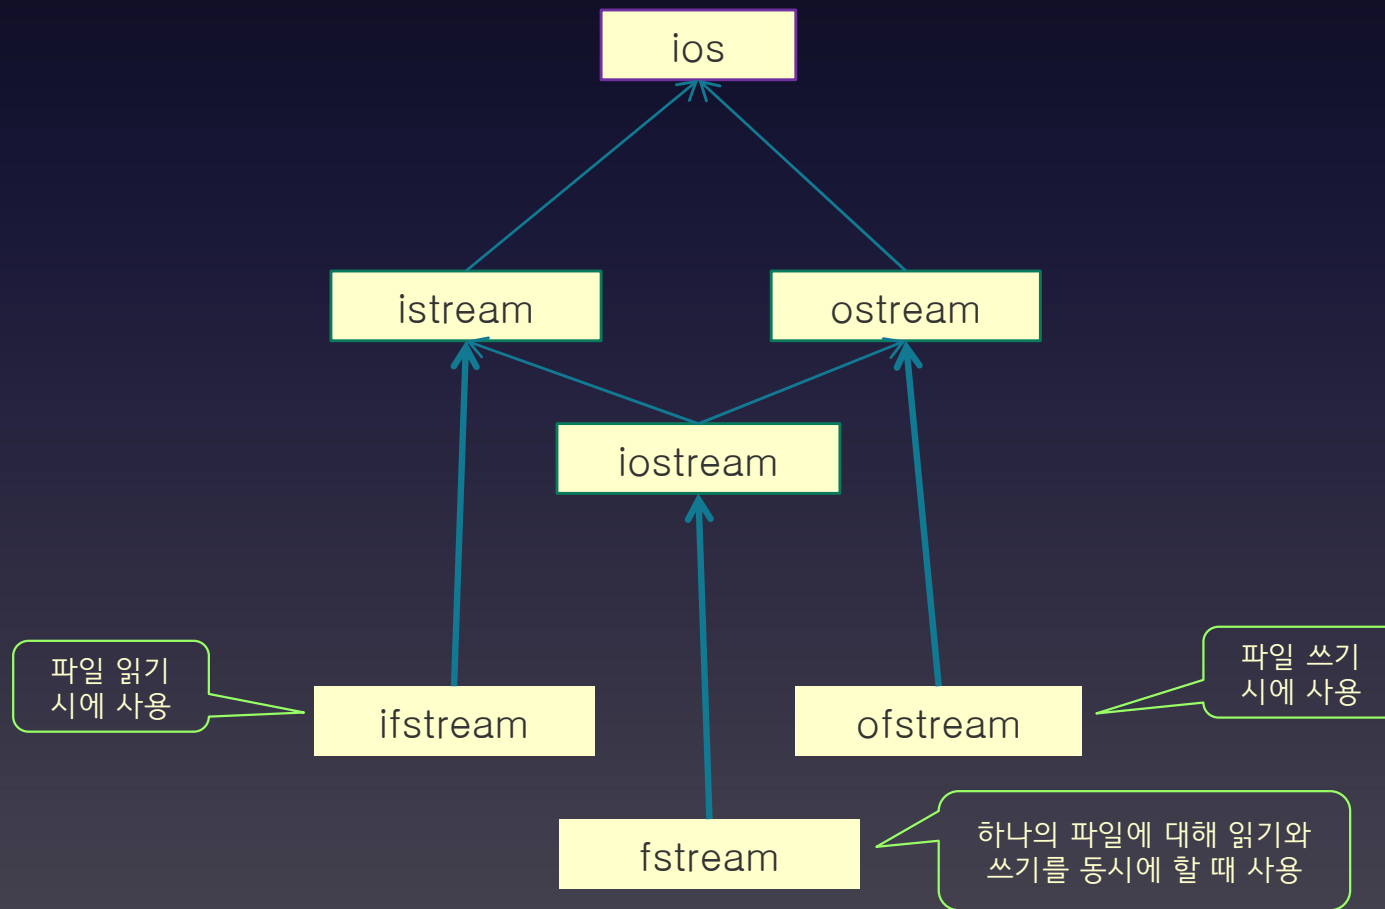 ios
istream
ostream
iostream
파일 읽기
시에 사용
파일 쓰기
시에 사용
ifstream
ofstream
fstream
하나의 파일에 대해 읽기와
쓰기를 동시에 할 때 사용